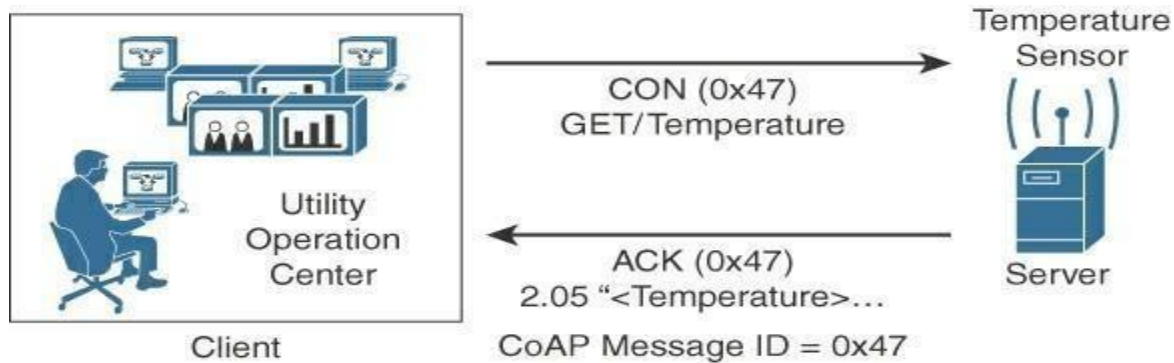 Temperature
Sensor
CON (0x47)
GET/Temperature
Utility
Operation
Center
ACK (0x47)
2.05 “<Temperature>...
Server
Client
CoAP Message ID = 0x47